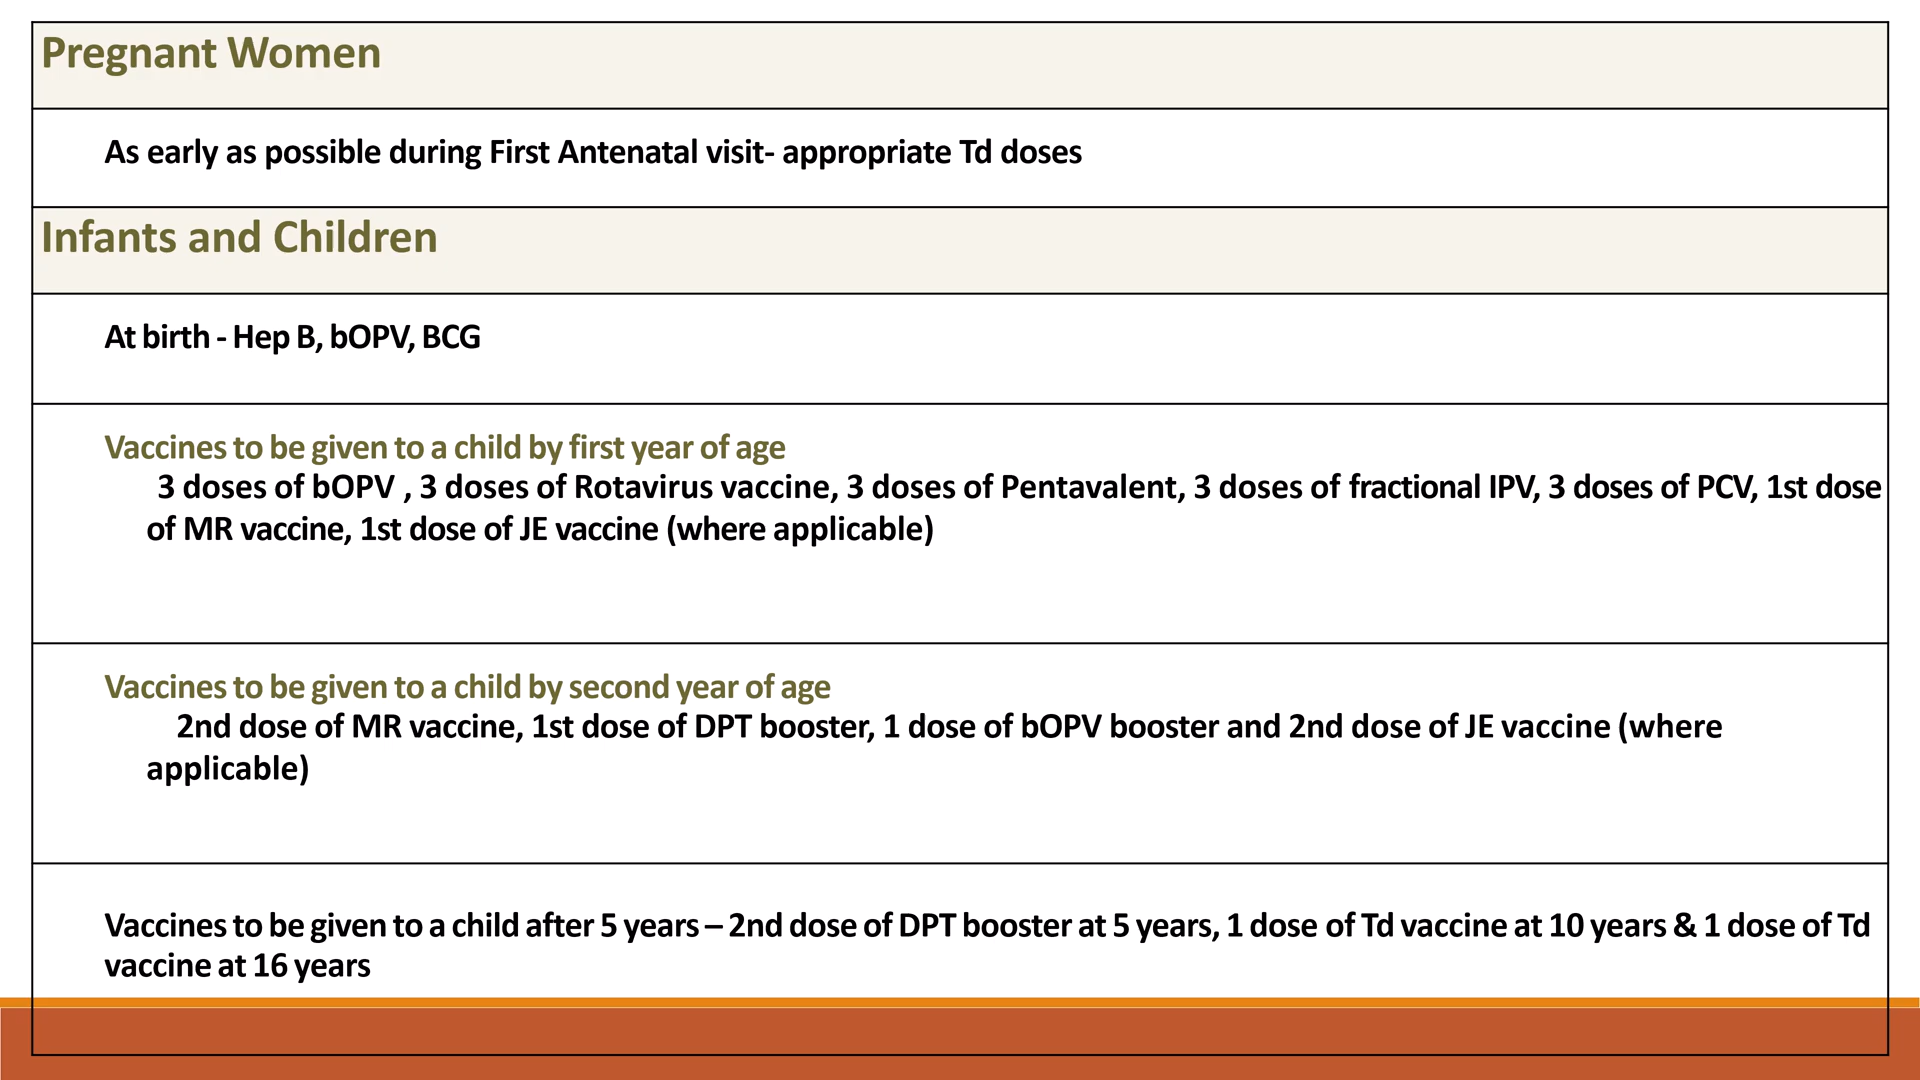 Pregnant Women
As early as possible during First Antenatal visit- appropriate Td doses
Infants and Children
At birth - Hep B, bOPV, BCG
Vaccines to be given to a child by first year of age
3 doses of bOPV , 3 doses of Rotavirus vaccine, 3 doses of Pentavalent, 3 doses of fractional IPV, 3 doses of PCV, 1st dose
of MR vaccine, 1st dose of JE vaccine (where applicable)
Vaccines to be given to a child by second year of age
2nd dose of MR vaccine, 1st dose of DPT booster, 1 dose of bOPV booster and 2nd dose of JE vaccine (where
applicable)
Vaccines to be given to a child after 5 years – 2nd dose of DPT booster at 5 years, 1 dose of Td vaccine at 10 years & 1 dose of Td
vaccine at 16 years